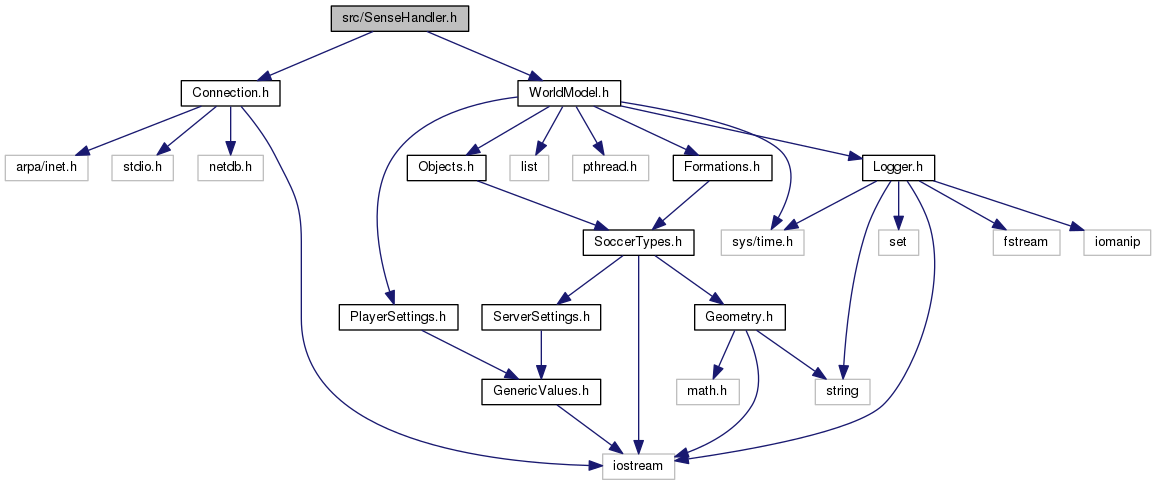 src/SenseHandler.h
Connection.h
WorldModel.h
arpa/inet.h
stdio.h
netdb.h
Objects.h
list
pthread.h
Formations.h
Logger.h
SoccerTypes.h
sys/time.h
set
fstream
iomanip
PlayerSettings.h
ServerSettings.h
Geometry.h
GenericValues.h
math.h
string
iostream